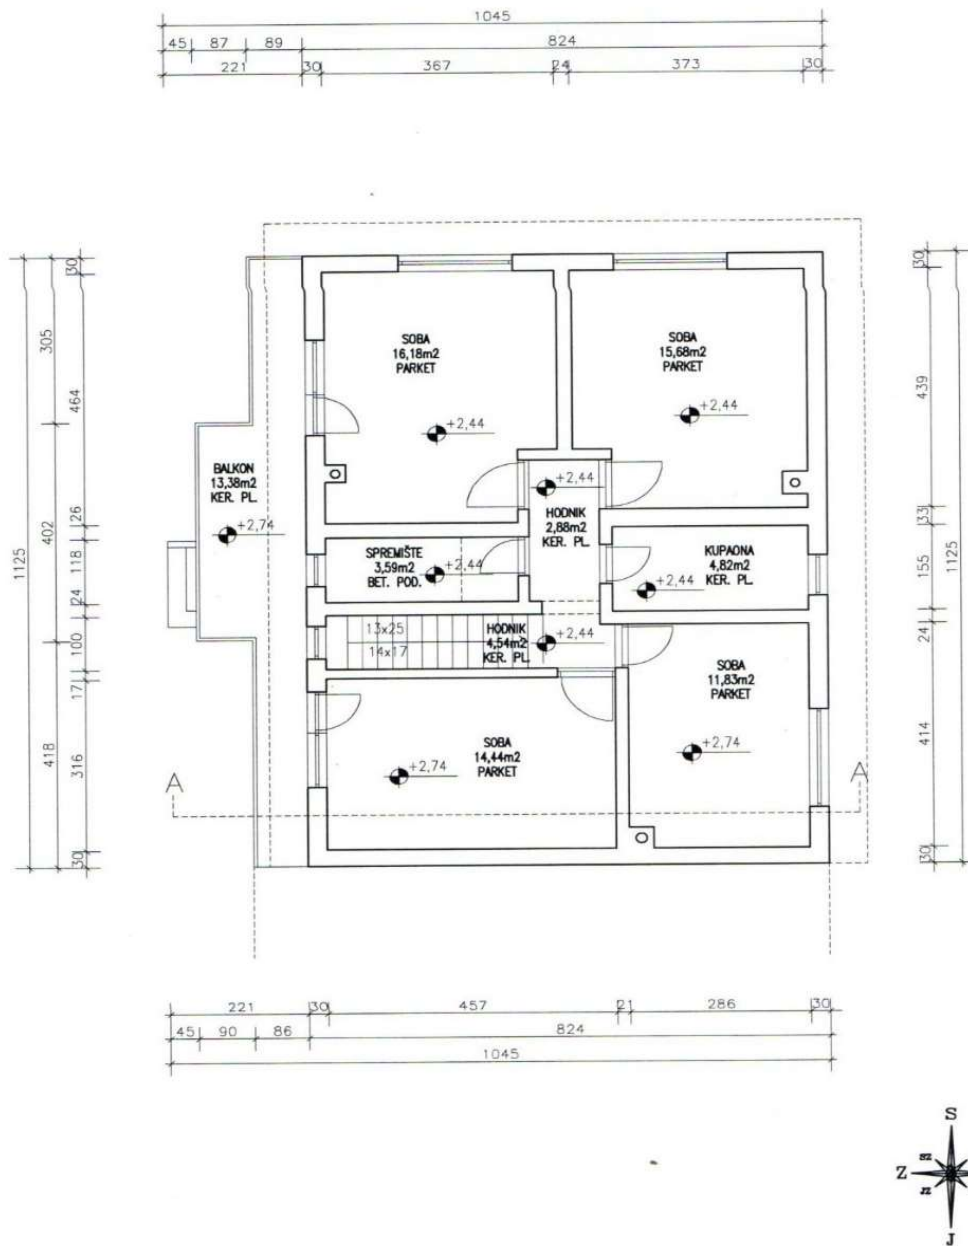 1045
45 87 89 824
221 30 367 24 373 30
1125
305
402
418
30
464
26
118
24
100
17
316
30
SOBA
16,18m2
PARKET
+2,44
SOBA
15,68m2
PARKET
+2,44
BALKON
13,38m2
KER. PL.
+2,74
+2,44
HODNIK
2,88m2
KER. PL.
SPREMIŠTE
3,59m2
BET. POD.
+2,44
KUPAONA
4,82m2
KER. PL.
+2,44
13x25
14x17
HODNIK
4,54m2
KER. PL.
+2,44
SOBA
11,83m2
PARKET
+2,74
SOBA
14,44m2
PARKET
+2,74
A
A
30
439
33
155
24
414
30
1125
221 30 457 21 286 30
45 90 86 824
1045
S
SZ
Z
JZ
J